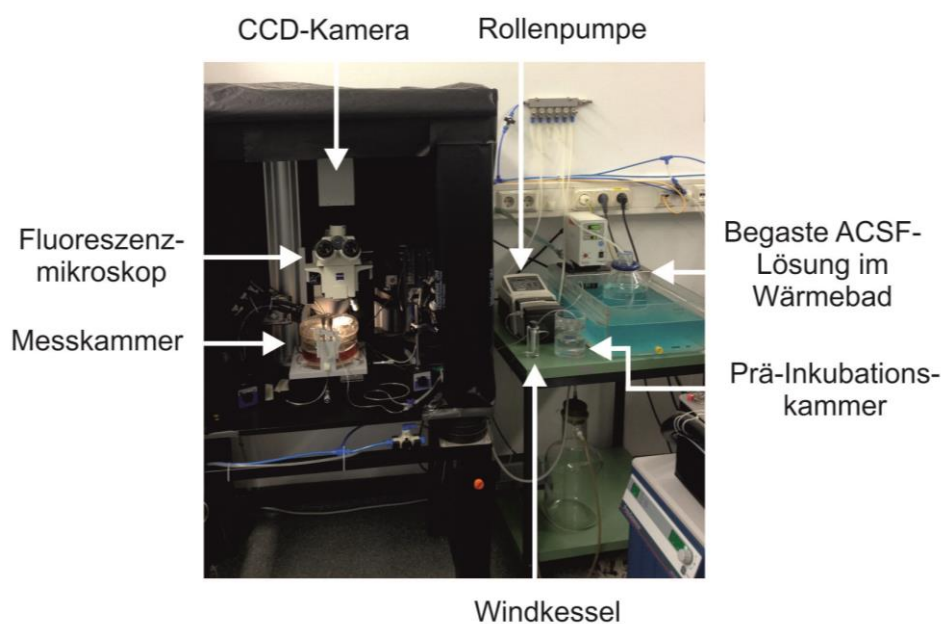 CCD-Kamera
Rollenpumpe
Fluoreszenz-
mikroskop
Messkammer
Begaste ACSF-
Lösung im
Wärmebad
Prä-Inkubations-
kammer
Windkessel